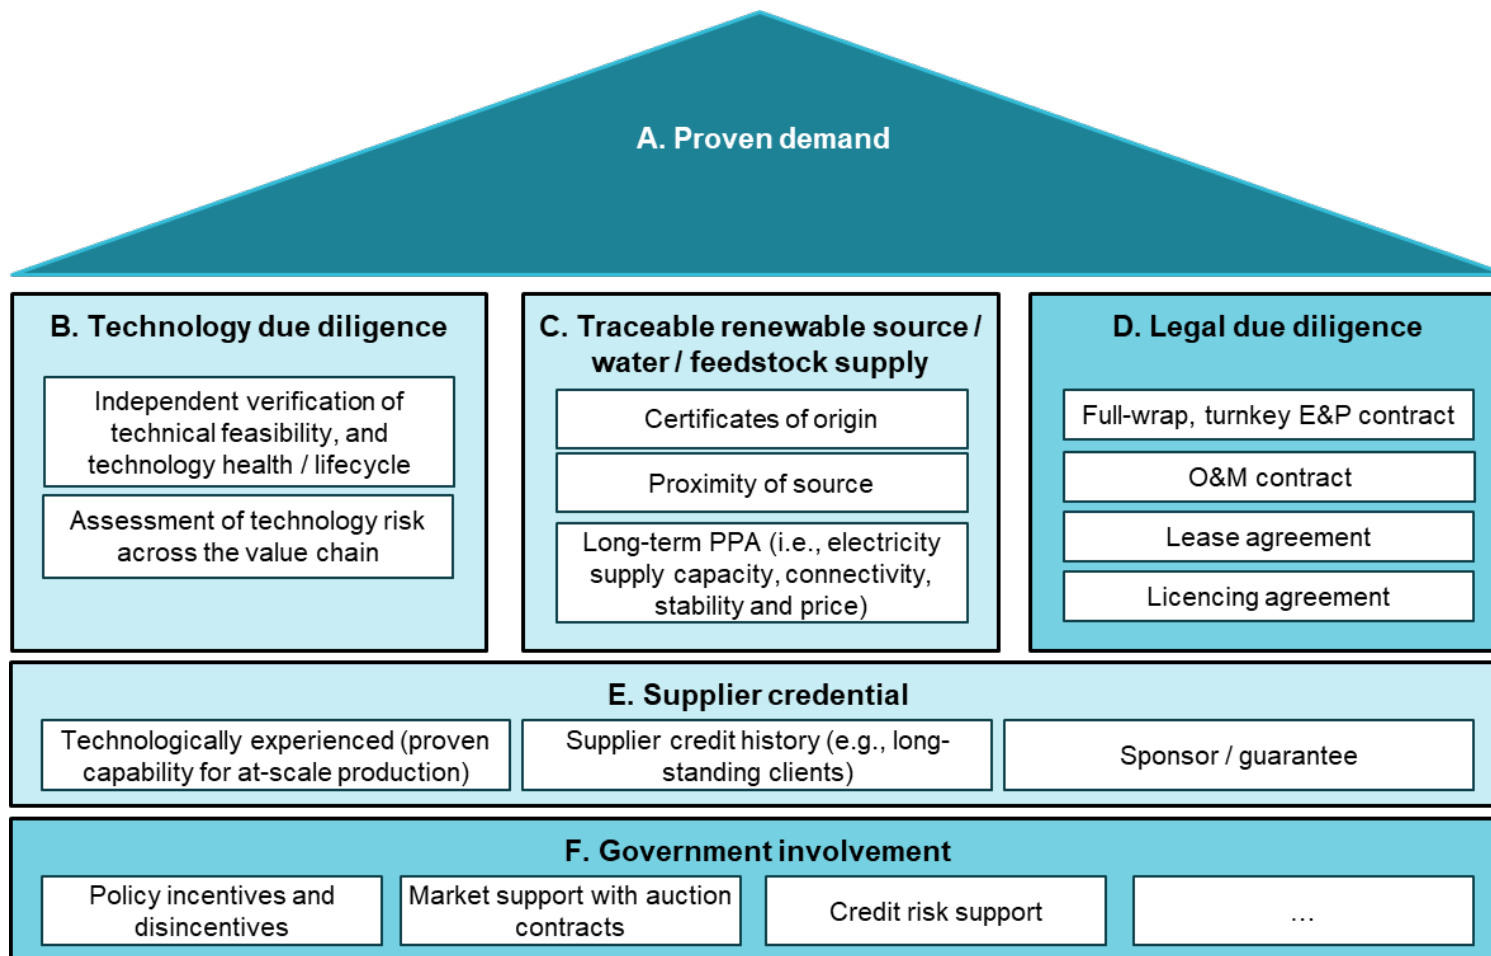 A. Proven demand
B. Technology due diligence
Independent verification of
technical feasibility, and
technology health / lifecycle
Assessment of technology risk
across the value chain
C. Traceable renewable source /
water / feedstock supply
Certificates of origin
Proximity of source
Long-term PPA (i.e., electricity
supply capacity, connectivity,
stability and price)
D. Legal due diligence
Full-wrap, turnkey E&P contract
O&M contract
Lease agreement
Licencing agreement
E. Supplier credential
Technologically experienced (proven
capability for at-scale production)
Supplier credit history (e.g., long-
standing clients)
Sponsor / guarantee
F. Government involvement
Policy incentives and
disincentives
Market support with auction
contracts
Credit risk support
…